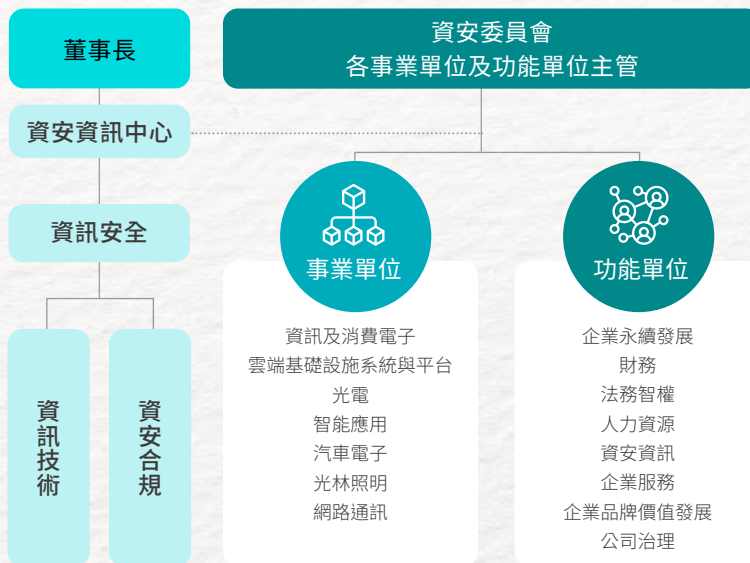 董事長
資安委員會
各事業單位及功能單位主管
資安資訊中心
資訊安全
資訊技術
資安合規
事業單位
資訊及消費電子
雲端基礎設施系統與平台
光電
智能應用
汽車電子
光林照明
網路通訊
功能單位
企業永續發展
財務
法務智權
人力資源
資安資訊
企業服務
企業品牌價值發展
公司治理